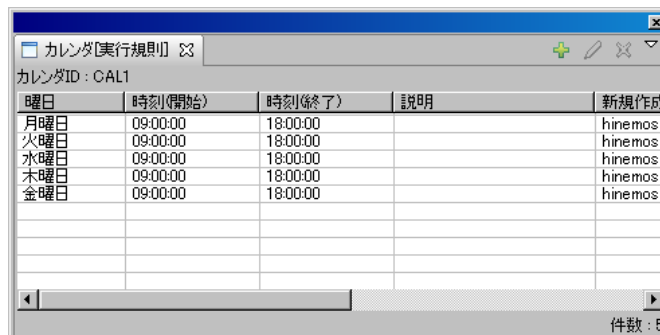 カレンダ[実行規則]
カレンダID : CAL1
曜日 時刻(開始) 時刻(終了) 説明 新規作成
月曜日 09:00:00 18:00:00 hinemos
火曜日 09:00:00 18:00:00 hinemos
水曜日 09:00:00 18:00:00 hinemos
木曜日 09:00:00 18:00:00 hinemos
金曜日 09:00:00 18:00:00 hinemos
件数 : 5